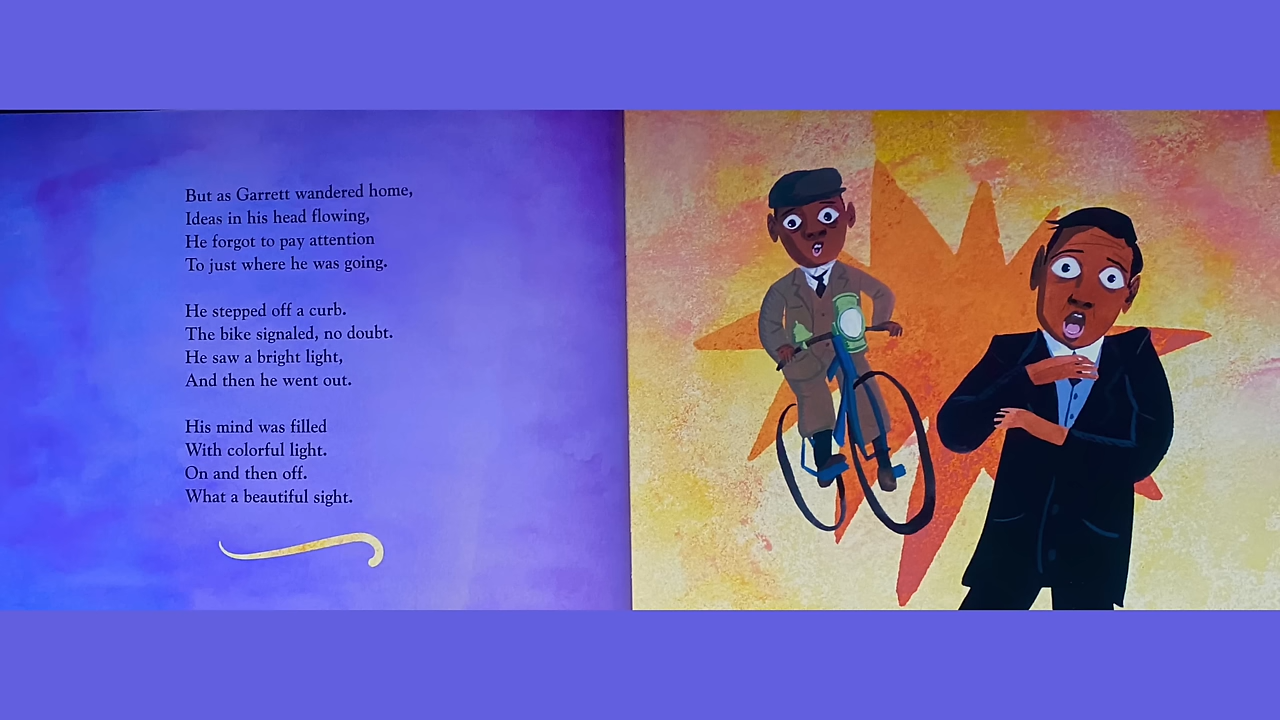 But as Garrett wandered home,
Ideas in his head flowing,
He forgot to pay attention
To just where he was going.
He stepped off a curb.
The bike signaled, no doubt.
He saw a bright light,
And then he went out.
His mind was filled
With colorful light.
On and then off.
What a beautiful sight.